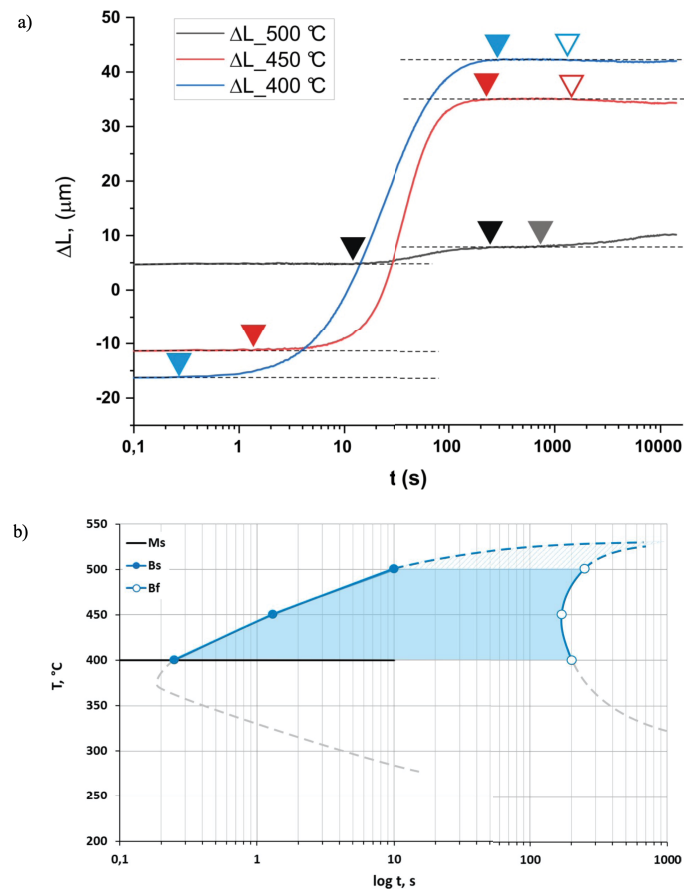 a)
50
40
30
20
10
0
-10
-20
ΔL, (μm)
ΔL_500 °C
ΔL_450 °C
ΔL_400 °C
0,1
1
10
100
1000
10000
t (s)
b)
550
500
450
400
350
300
250
200
T, °C
Ms
Bs
Bf
0,1
1
10
100
1000
log t, s